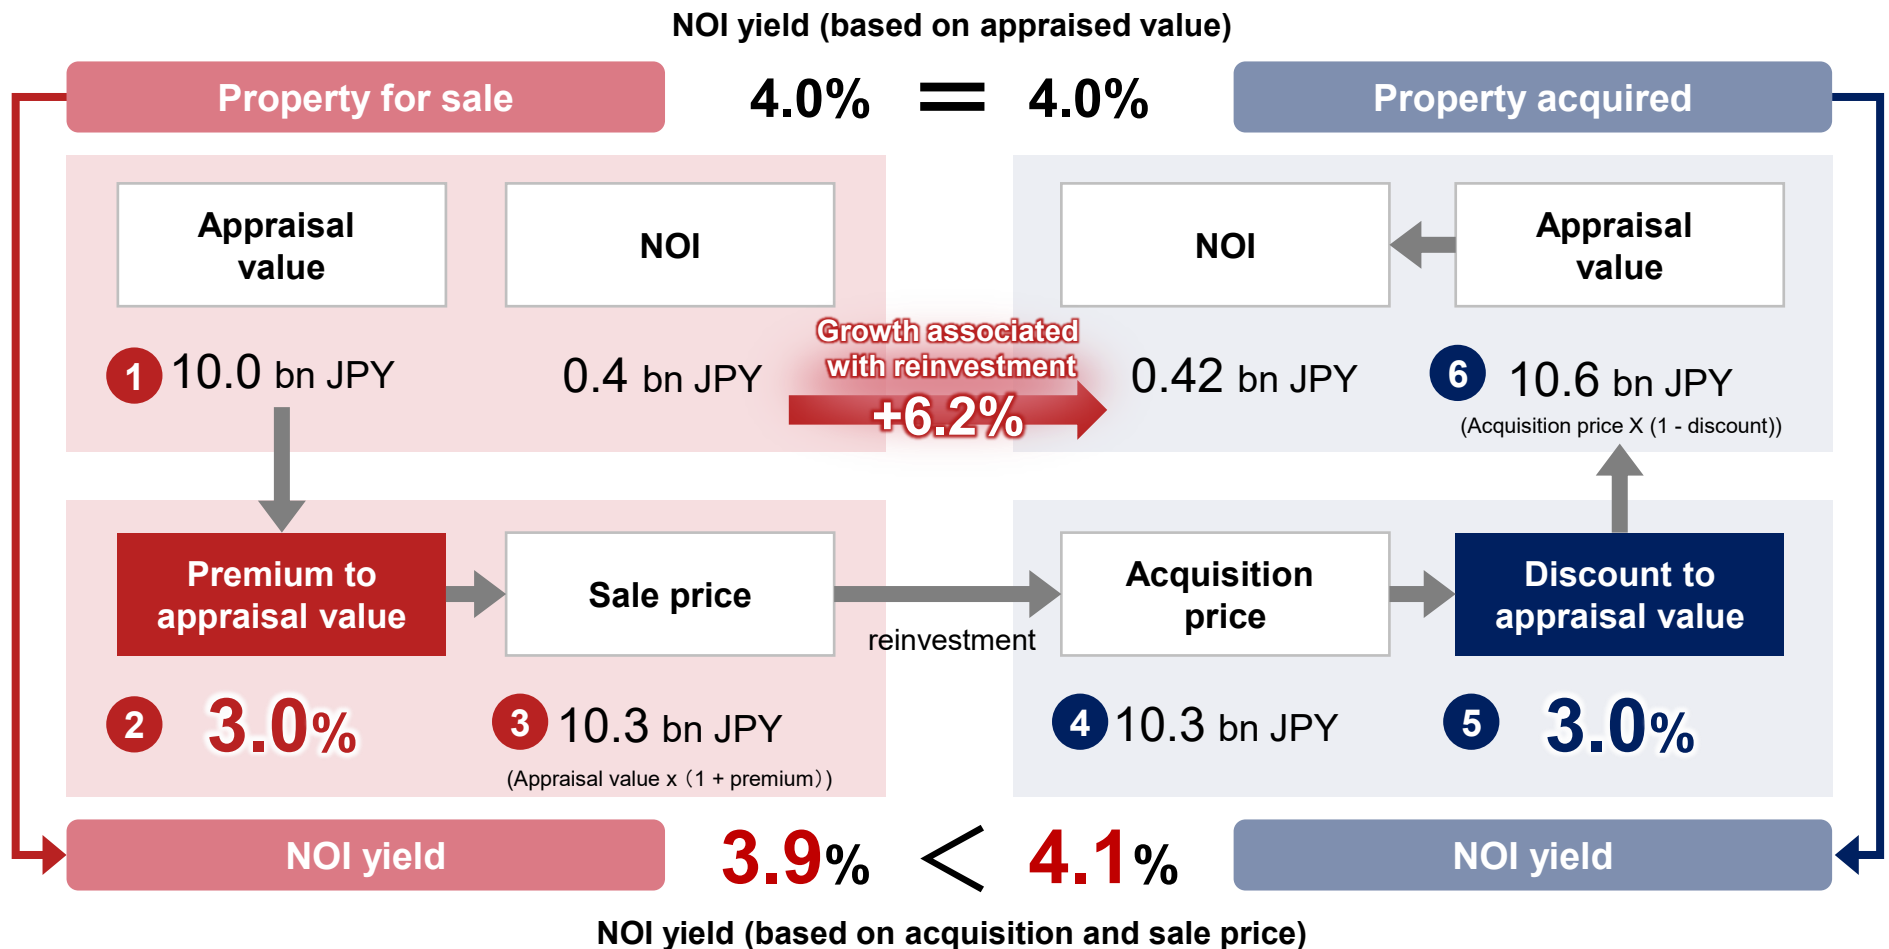 NOI yield (based on appraised value)
Property for sale
4.0% = 4.0%
Property acquired
Appraisal
value
NOI
NOI
Appraisal
value
1 10.0 bn JPY
0.4 bn JPY
Growth associated
with reinvestment
+6.2%
0.42 bn JPY
6 10.6 bn JPY
(Acquisition price X (1 - discount))
Premium to
appraisal value
Sale price
reinvestment
Acquisition
price
Discount to
appraisal value
2 3.0%
3 10.3 bn JPY
(Appraisal value x（1 + premium）)
4 10.3 bn JPY
5 3.0%
NOI yield
3.9% < 4.1%
NOI yield
NOI yield (based on acquisition and sale price)